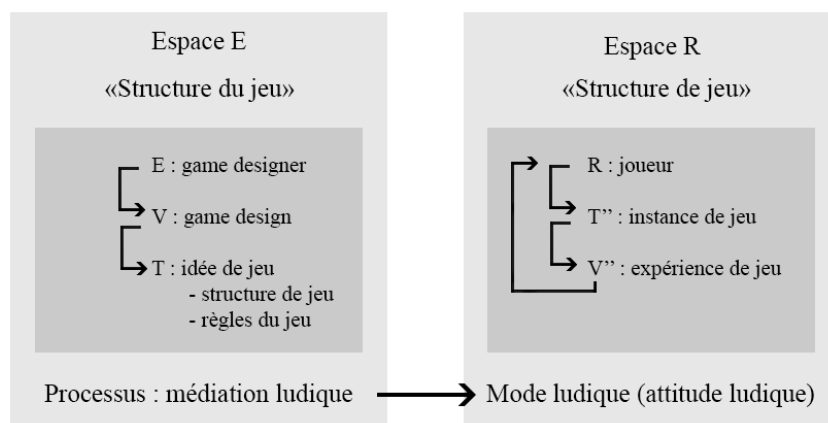 Espace E
«Structure du jeu»
E : game designer
V : game design
T : idée de jeu
- structure de jeu
- règles du jeu
Processus : médiation ludique
Espace R
«Structure de jeu»
R : joueur
T’’ : instance de jeu
V’’ : expérience de jeu
Mode ludique (attitude ludique)